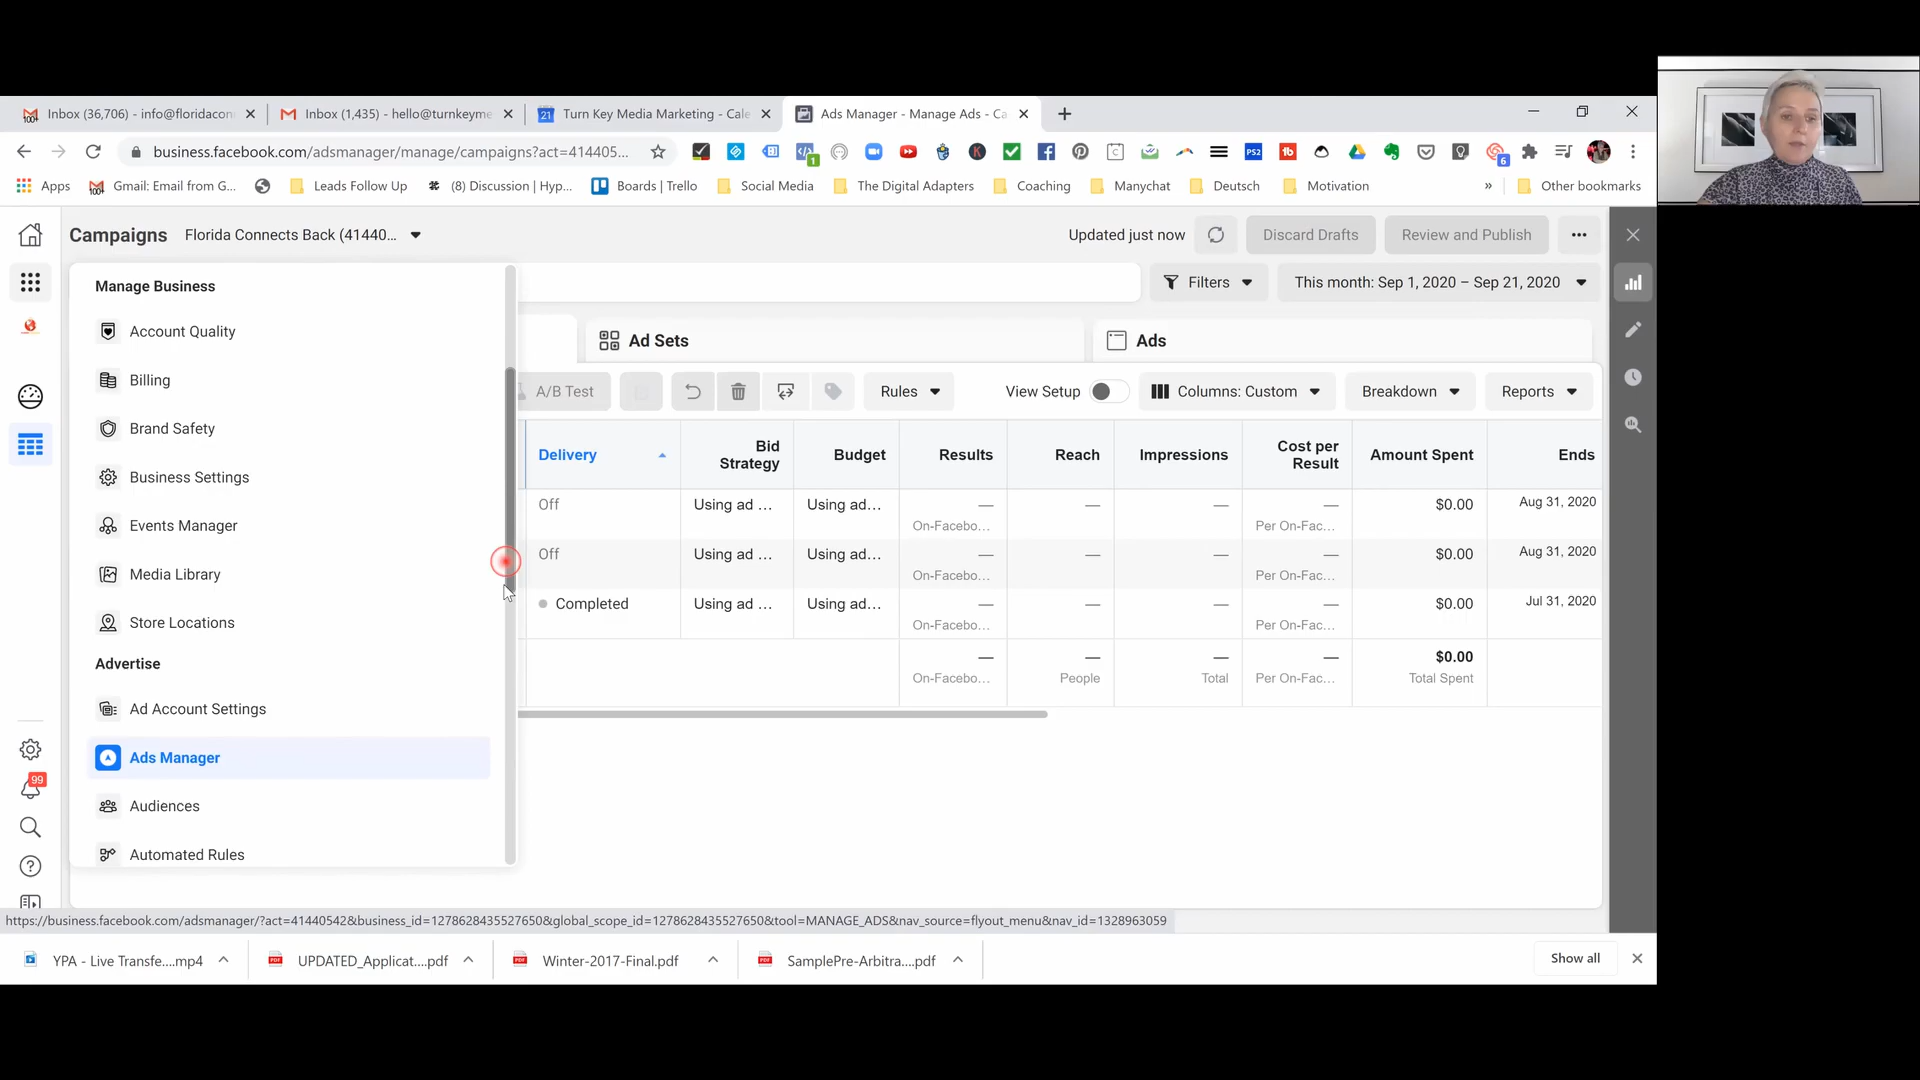 Inbox (36,706) - info@floridacon
Inbox (1,435) - hello@turnkeyme
21
Turn Key Media Marketing - Cale
Ads Manager - Manage Ads - Ca
business.facebook.com/adsmanager/manage/campaigns?act=414405...
1
PS2
6
Apps
Gmail: Email from G...
Leads Follow Up
(8) Discussion | Hyp...
Boards | Trello
Social Media
The Digital Adapters
Coaching
Manychat
Deutsch
Motivation
»
Other bookmarks
Campaigns
Florida Connects Back (41440...
Updated just now
Discard Drafts
Review and Publish
Filters
This month: Sep 1, 2020 – Sep 21, 2020
Manage Business
Account Quality
Billing
Brand Safety
Business Settings
Events Manager
Media Library
Store Locations
Advertise
Ad Account Settings
Ads Manager
Audiences
Automated Rules
99
Ad Sets
Ads
A/B Test
Rules
View Setup
Columns: Custom
Breakdown
Reports
Delivery
Bid Strategy
Budget
Results
Reach
Impressions
Cost per Result
Amount Spent
Ends
Off
Using ad ...
Using ad...
—
—
—
—
$0.00
Aug 31, 2020
On-Facebo...
Per On-Fac...
Off
Using ad ...
Using ad...
—
—
—
—
$0.00
Aug 31, 2020
On-Facebo...
Per On-Fac...
Completed
Using ad ...
Using ad...
—
—
—
—
$0.00
Jul 31, 2020
On-Facebo...
Per On-Fac...
—
—
—
—
$0.00
On-Facebo...
People
Total
Per On-Fac...
Total Spent
https://business.facebook.com/adsmanager/?act=41440542&business_id=1278628435527650&global_scope_id=1278628435527650&tool=MANAGE_ADS&nav_source=flyout_menu&nav_id=1328963059
YPA - Live Transfe....mp4
UPDATED_Applicat....pdf
Winter-2017-Final.pdf
SamplePre-Arbitra....pdf
Show all